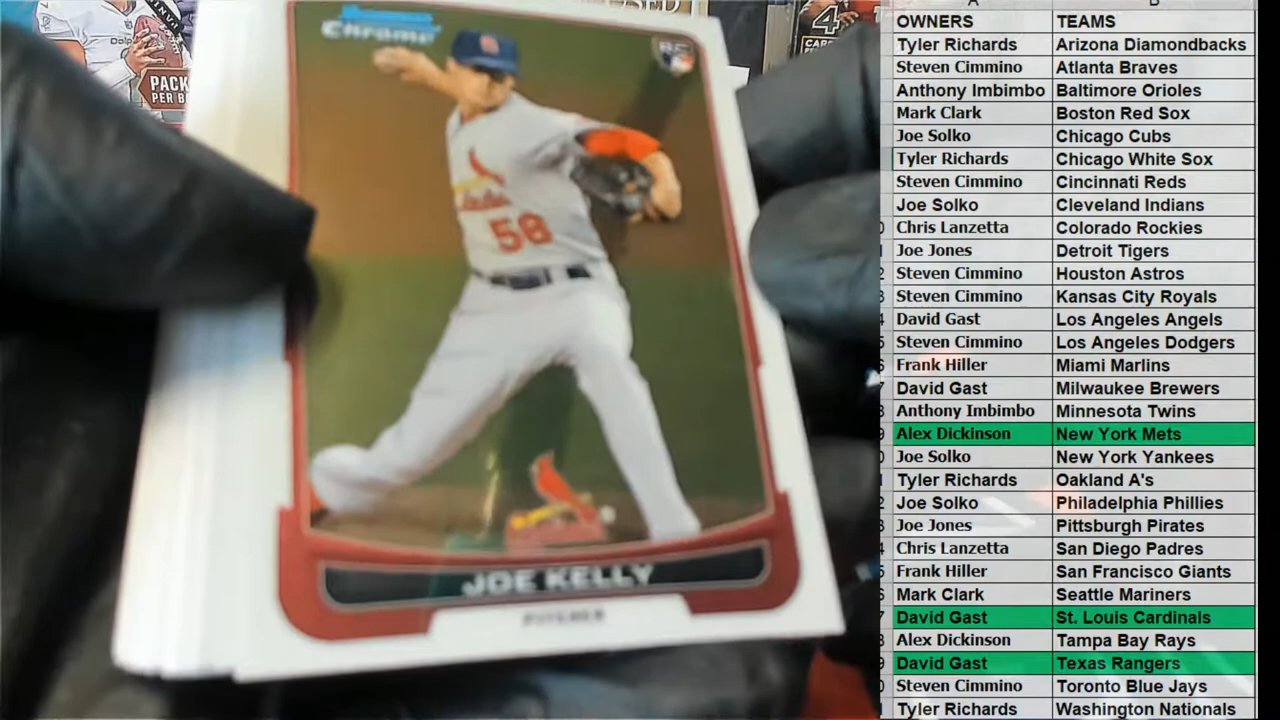 Chrome
RC
58
JOE KELLY
PITCHER
PACK
PER B
4
CAR
A B
OWNERS TEAMS
Tyler Richards Arizona Diamondbacks
Steven Cimmino Atlanta Braves
Anthony Imbimbo Baltimore Orioles
Mark Clark Boston Red Sox
Joe Solko Chicago Cubs
Tyler Richards Chicago White Sox
Steven Cimmino Cincinnati Reds
Joe Solko Cleveland Indians
Chris Lanzetta Colorado Rockies
Joe Jones Detroit Tigers
Steven Cimmino Houston Astros
Steven Cimmino Kansas City Royals
David Gast Los Angeles Angels
Steven Cimmino Los Angeles Dodgers
Frank Hiller Miami Marlins
David Gast Milwaukee Brewers
Anthony Imbimbo Minnesota Twins
Alex Dickinson New York Mets
Joe Solko New York Yankees
Tyler Richards Oakland A's
Joe Solko Philadelphia Phillies
Joe Jones Pittsburgh Pirates
Chris Lanzetta San Diego Padres
Frank Hiller San Francisco Giants
Mark Clark Seattle Mariners
David Gast St. Louis Cardinals
Alex Dickinson Tampa Bay Rays
David Gast Texas Rangers
Steven Cimmino Toronto Blue Jays
Tyler Richards Washington Nationals